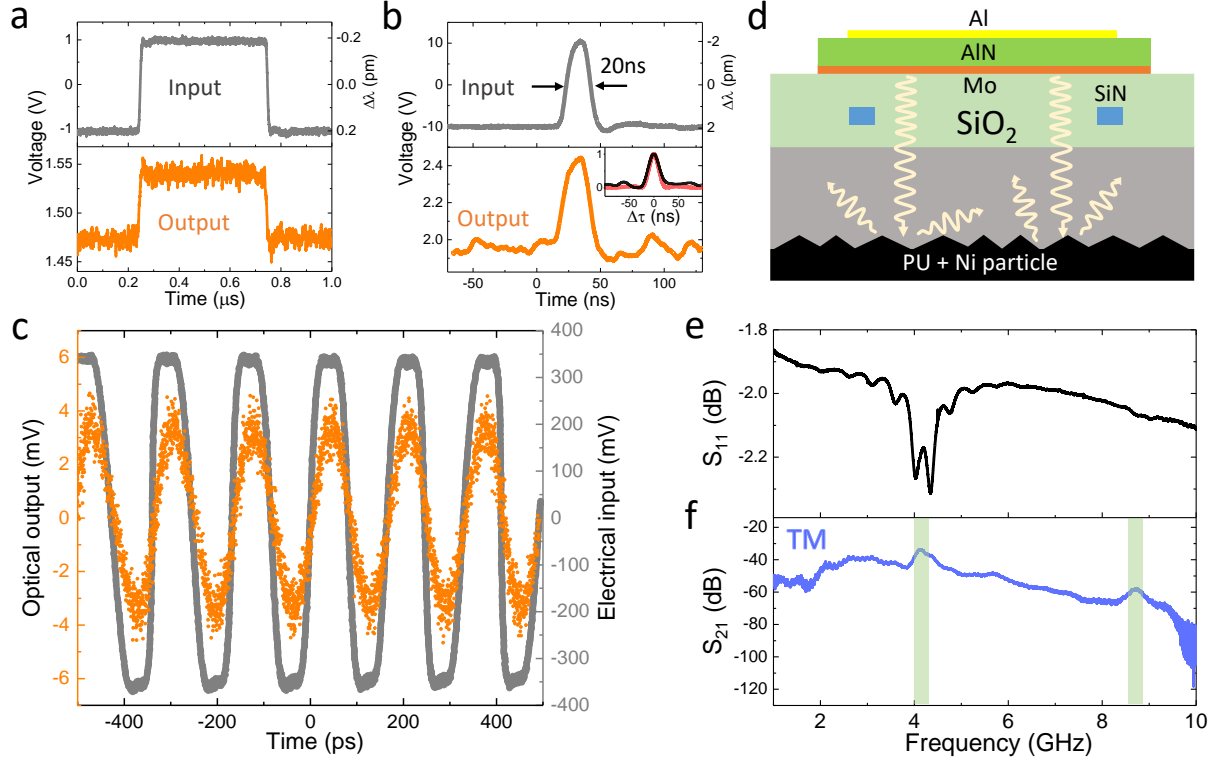 a
Voltage (V)
1
0
-1
Input
-0.2
0.0
0.2
Δλ (pm)
1.55
1.50
1.45
Output
0.0 0.2 0.4 0.6 0.8 1.0
Time (μs)
b
Voltage (V)
10
0
-10
Input
20ns
-2
0
2
Δλ (pm)
2.4
2.2
2.0
Output
1
0
-50 0 50
Δτ (ns)
-50 0 50 100
Time (ns)
d
Al
AlN
Mo
SiN
SiO2
PU + Ni particle
c
Optical output (mV)
6
4
2
0
-2
-4
-6
400
300
200
100
0
-100
-200
-300
-400
Electrical input (mV)
-400 -200 0 200 400
Time (ps)
e
S11 (dB)
-1.8
-2.0
-2.2
f
TM
S21 (dB)
-20
-40
-60
-80
-100
-120
2 4 6 8 10
Frequency (GHz)